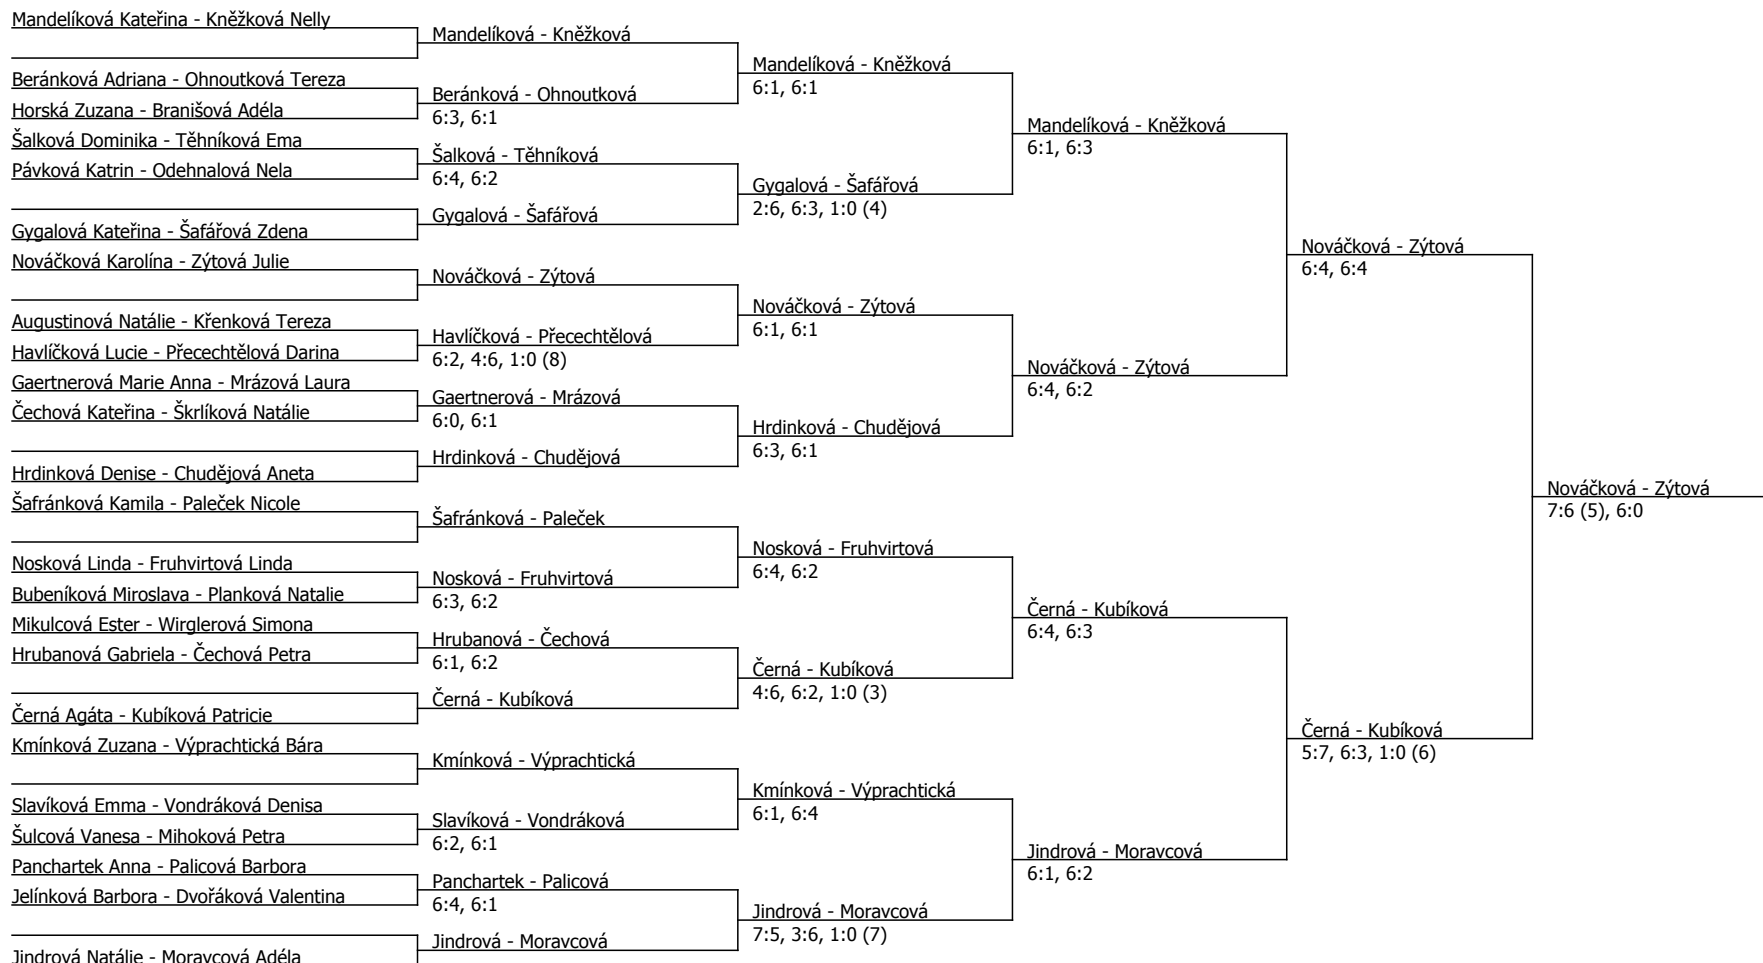 Mandelíková Kateřina - Kněžková Nelly
Beránková Adriana - Ohnoutková Tereza
Horská Zuzana - Branišová Adéla
Šalková Dominika - Těhníková Ema
Pávková Katrin - Odehnalová Nela
Gygalová Kateřina - Šafářová Zdena
Nováčková Karolína - Zýtová Julie
Augustinová Natálie - Křenková Tereza
Havlíčková Lucie - Přecechtělová Darina
Gaertnerová Marie Anna - Mrázová Laura
Čechová Kateřina - Škrlíková Natálie
Hrdinková Denise - Chudějová Aneta
Šafránková Kamila - Paleček Nicole
Nosková Linda - Fruhvirtová Linda
Bubeníková Miroslava - Planková Natalie
Mikulcová Ester - Wirglerová Simona
Hrubanová Gabriela - Čechová Petra
Černá Agáta - Kubíková Patricie
Kmínková Zuzana - Výprachtická Bára
Slavíková Emma - Vondráková Denisa
Šulcová Vanesa - Mihoková Petra
Panchartek Anna - Palicová Barbora
Jelínková Barbora - Dvořáková Valentina
Jindrová Natálie - Moravcová Adéla
Mandelíková - Kněžková
Beránková - Ohnoutková
6:3, 6:1
Šalková - Těhníková
6:4, 6:2
Gygalová - Šafářová
Nováčková - Zýtová
Havlíčková - Přecechtělová
6:2, 4:6, 1:0 (8)
Gaertnerová - Mrázová
6:0, 6:1
Hrdinková - Chudějová
Šafránková - Paleček
Nosková - Fruhvirtová
6:3, 6:2
Hrubanová - Čechová
6:1, 6:2
Černá - Kubíková
Kmínková - Výprachtická
Slavíková - Vondráková
6:2, 6:1
Panchartek - Palicová
6:4, 6:1
Jindrová - Moravcová
Mandelíková - Kněžková
6:1, 6:1
Gygalová - Šafářová
2:6, 6:3, 1:0 (4)
Nováčková - Zýtová
6:1, 6:1
Hrdinková - Chudějová
6:3, 6:1
Nosková - Fruhvirtová
6:4, 6:2
Černá - Kubíková
4:6, 6:2, 1:0 (3)
Kmínková - Výprachtická
6:1, 6:4
Jindrová - Moravcová
7:5, 3:6, 1:0 (7)
Mandelíková - Kněžková
6:1, 6:3
Nováčková - Zýtová
6:4, 6:2
Černá - Kubíková
6:4, 6:3
Jindrová - Moravcová
6:1, 6:2
Nováčková - Zýtová
6:4, 6:4
Černá - Kubíková
5:7, 6:3, 1:0 (6)
Nováčková - Zýtová
7:6 (5), 6:0